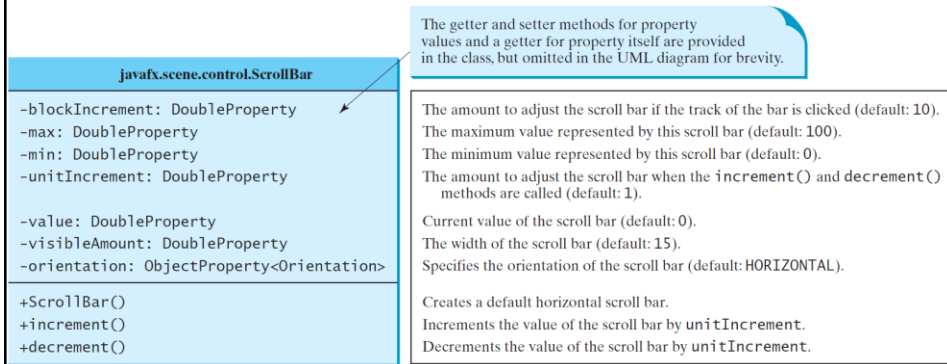 The getter and setter methods for property
values and a getter for property itself are provided
in the class, but omitted in the UML diagram for brevity.
javafx.scene.control.ScrollBar
-blockIncrement: DoubleProperty
-max: DoubleProperty
-min: DoubleProperty
-unitIncrement: DoubleProperty
-value: DoubleProperty
-visibleAmount: DoubleProperty
-orientation: ObjectProperty<Orientation>
+ScrollBar()
+increment()
+decrement()
The amount to adjust the scroll bar if the track of the bar is clicked (default: 10).
The maximum value represented by this scroll bar (default: 100).
The minimum value represented by this scroll bar (default: 0).
The amount to adjust the scroll bar when the increment() and decrement()
methods are called (default: 1).
Current value of the scroll bar (default: 0).
The width of the scroll bar (default: 15).
Specifies the orientation of the scroll bar (default: HORIZONTAL).
Creates a default horizontal scroll bar.
Increments the value of the scroll bar by unitIncrement.
Decrements the value of the scroll bar by unitIncrement.